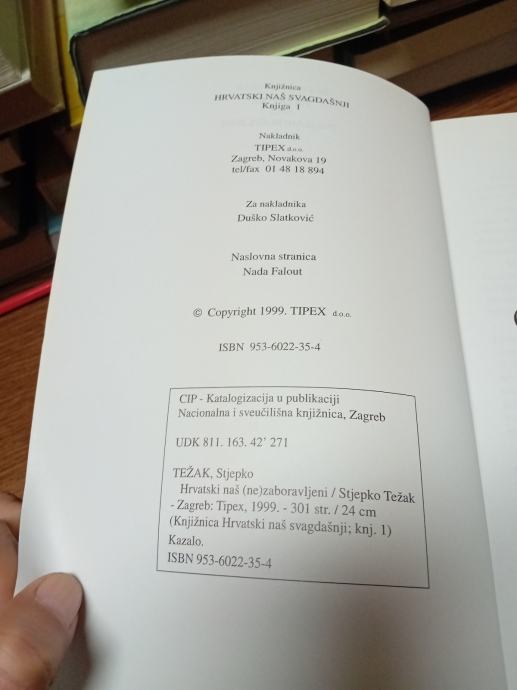 Knjižnica
HRVATSKI NAŠ SVAGDAŠNJI
Knjiga 1
Nakladnik
TIPEX d.o.o.
Zagreb, Novakova 19
tel/fax 01 48 18 894
Za nakladnika
Duško Slatković
Naslovna stranica
Nada Falout
© Copyright 1999. TIPEX d.o.o.
ISBN 953-6022-35-4
CIP - Katalogizacija u publikaciji
Nacionalna i sveučilišna knjižnica, Zagreb
UDK 811. 163. 42' 271
TEŽAK, Stjepko
Hrvatski naš (ne)zaboravljeni / Stjepko Težak
- Zagreb: Tipex, 1999. - 301 str. / 24 cm
(Knjižnica Hrvatski naš svagdašnji; knj. 1)
Kazalo.
ISBN 953-6022-35-4